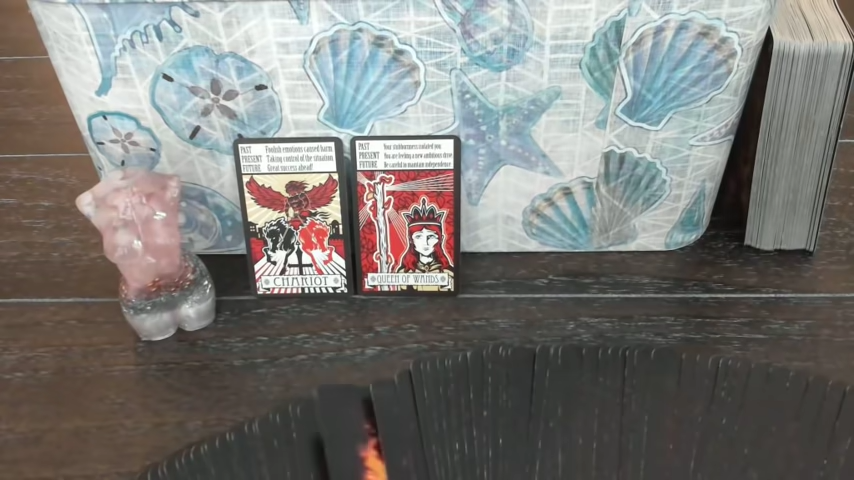 PAST Foolish emotions caused harm.
PRESENT Taking control of the situation.
FUTURE Great success ahead!
CHARIOT
PAST Your stubbornness isolated you
PRESENT You are feeling a new ambitious drive
FUTURE Be careful to maintain independence
QUEEN OF WANDS